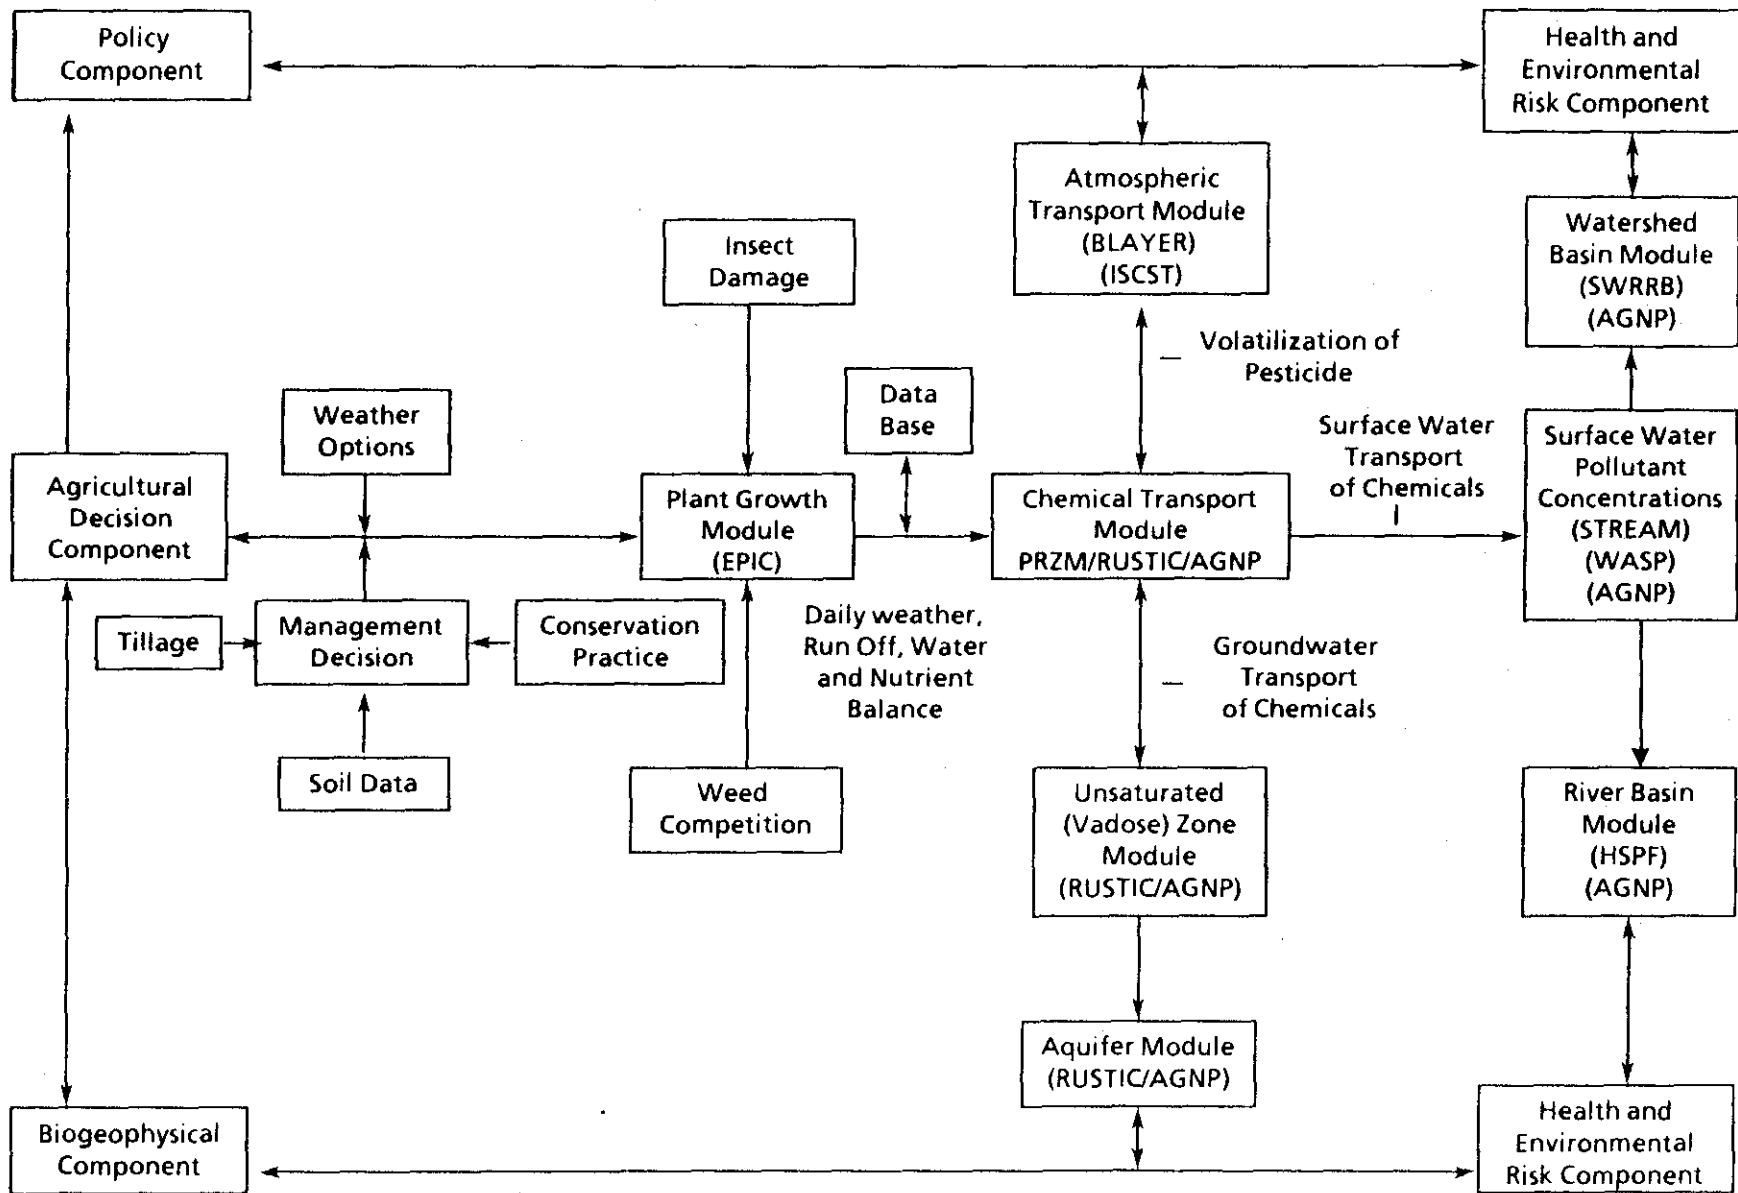 Policy
Component
Health and
Environmental
Risk Component
Atmospheric
Transport Module
(BLAYER)
(ISCST)
Watershed
Basin Module
(SWRRB)
(AGNP)
Insect
Damage
Volatilization of
Pesticide
Weather
Options
Data
Base
Surface Water
Transport
of Chemicals
Agricultural
Decision
Component
Plant Growth
Module
(EPIC)
Chemical Transport
Module
PRZM/RUSTIC/AGNP
Surface Water
Pollutant
Concentrations
(STREAM)
(WASP)
(AGNP)
Tillage
Management
Decision
Conservation
Practice
Daily weather,
Run Off, Water
and Nutrient
Balance
Groundwater
Transport
of Chemicals
Soil Data
Weed
Competition
Unsaturated
(Vadose) Zone
Module
(RUSTIC/AGNP)
River Basin
Module
(HSPF)
(AGNP)
Aquifer Module
(RUSTIC/AGNP)
Biogeophysical
Component
Health and
Environmental
Risk Component